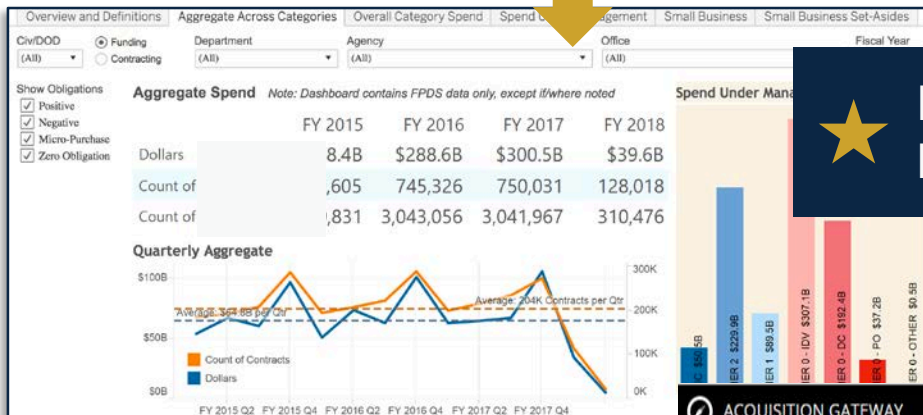 Overview and Definitions Aggregate Across Categories Overall Category Spend Spend Small Business Small Business Set-Asides
Civ/DOD Funding Department Agency Office Fiscal Year
(All) Contracting (All) (All) (All)
Show Obligations
Positive
Negative
Micro-Purchase
Zero Obligation
Aggregate Spend Note: Dashboard contains FPDS data only, except if/where noted
FY 2015 FY 2016 FY 2017 FY 2018
Dollars 8.4B $288.6B $300.5B $39.6B
Count of ,605 745,326 750,031 128,018
Count of ,831 3,043,056 3,041,967 310,476
Quarterly Aggregate
$100B
$50B
$0B
300K
200K
100K
0K
Average: $64.6B per Qtr
Average: 204K Contracts per Qtr
Count of Contracts
Dollars
FY 2015 Q2 FY 2015 Q4 FY 2016 Q2 FY 2016 Q4 FY 2017 Q2 FY 2017 Q4
Spend Under
IER 2 $229.9B
IER 1 $89.5B
IER 0 - IDV $307.1B
IER 0 - DC $192.4B
IER 0 - PO $37.2B
IER 0 - OTHER $0.5B
ACQUISITION GATEWAY